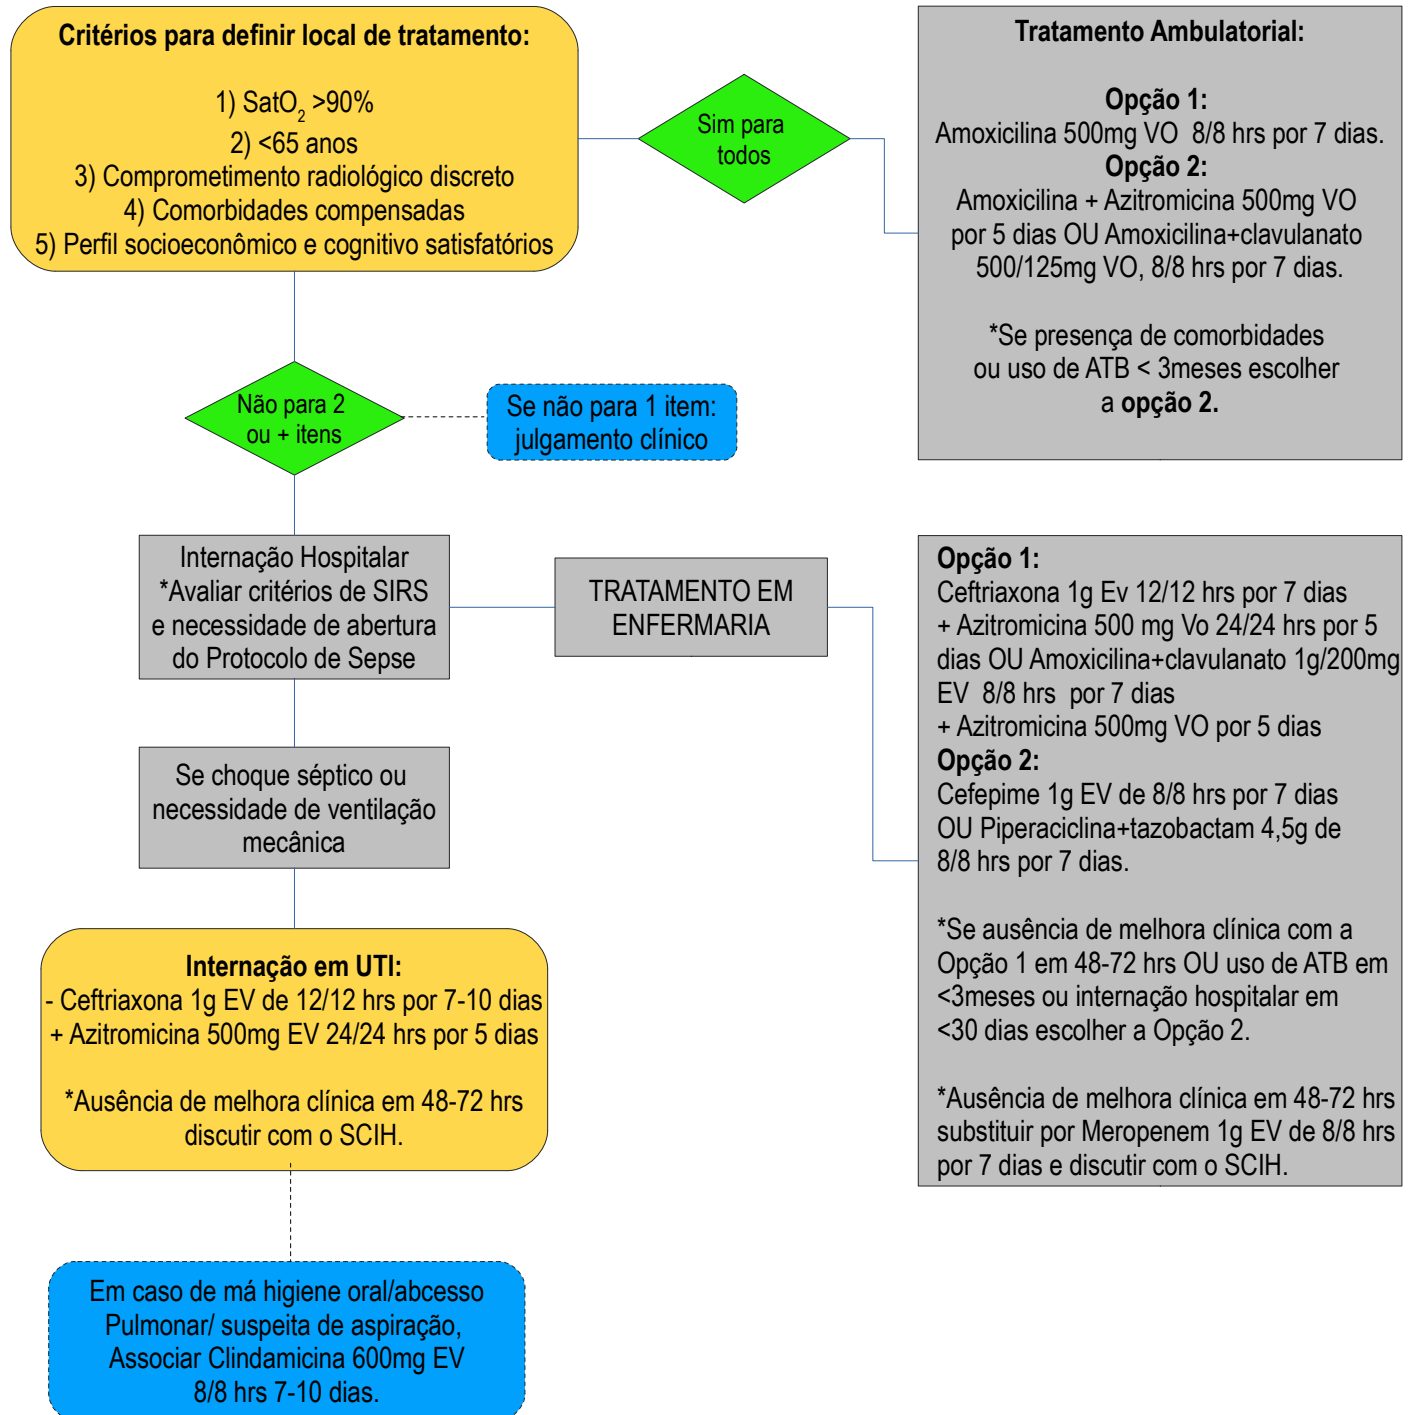 Critérios para definir local de tratamento:
1) SatO2 >90%
2) <65 anos
3) Comprometimento radiológico discreto
4) Comorbidades compensadas
5) Perfil socioeconômico e cognitivo satisfatórios
Sim para
todos
Tratamento Ambulatorial:
Opção 1:
Amoxicilina 500mg VO 8/8 hrs por 7 dias.
Opção 2:
Amoxicilina + Azitromicina 500mg VO
por 5 dias OU Amoxicilina+clavulanato
500/125mg VO, 8/8 hrs por 7 dias.
*Se presença de comorbidades
ou uso de ATB < 3meses escolher
a opção 2.
Não para 2
ou + itens
Se não para 1 item:
julgamento clínico
Internação Hospitalar
*Avaliar critérios de SIRS
e necessidade de abertura
do Protocolo de Sepse
TRATAMENTO EM
ENFERMARIA
Opção 1:
Ceftriaxona 1g Ev 12/12 hrs por 7 dias
+ Azitromicina 500 mg Vo 24/24 hrs por 5
dias OU Amoxicilina+clavulanato 1g/200mg
EV 8/8 hrs por 7 dias
+ Azitromicina 500mg VO por 5 dias
Opção 2:
Cefepime 1g EV de 8/8 hrs por 7 dias
OU Piperaciclina+tazobactam 4,5g de
8/8 hrs por 7 dias.
*Se ausência de melhora clínica com a
Opção 1 em 48-72 hrs OU uso de ATB em
<3meses ou internação hospitalar em
<30 dias escolher a Opção 2.
*Ausência de melhora clínica em 48-72 hrs
substituir por Meropenem 1g EV de 8/8 hrs
por 7 dias e discutir com o SCIH.
Se choque séptico ou
necessidade de ventilação
mecânica
Internação em UTI:
- Ceftriaxona 1g EV de 12/12 hrs por 7-10 dias
+ Azitromicina 500mg EV 24/24 hrs por 5 dias
*Ausência de melhora clínica em 48-72 hrs
discutir com o SCIH.
Em caso de má higiene oral/abcesso
Pulmonar/ suspeita de aspiração,
Associar Clindamicina 600mg EV
8/8 hrs 7-10 dias.